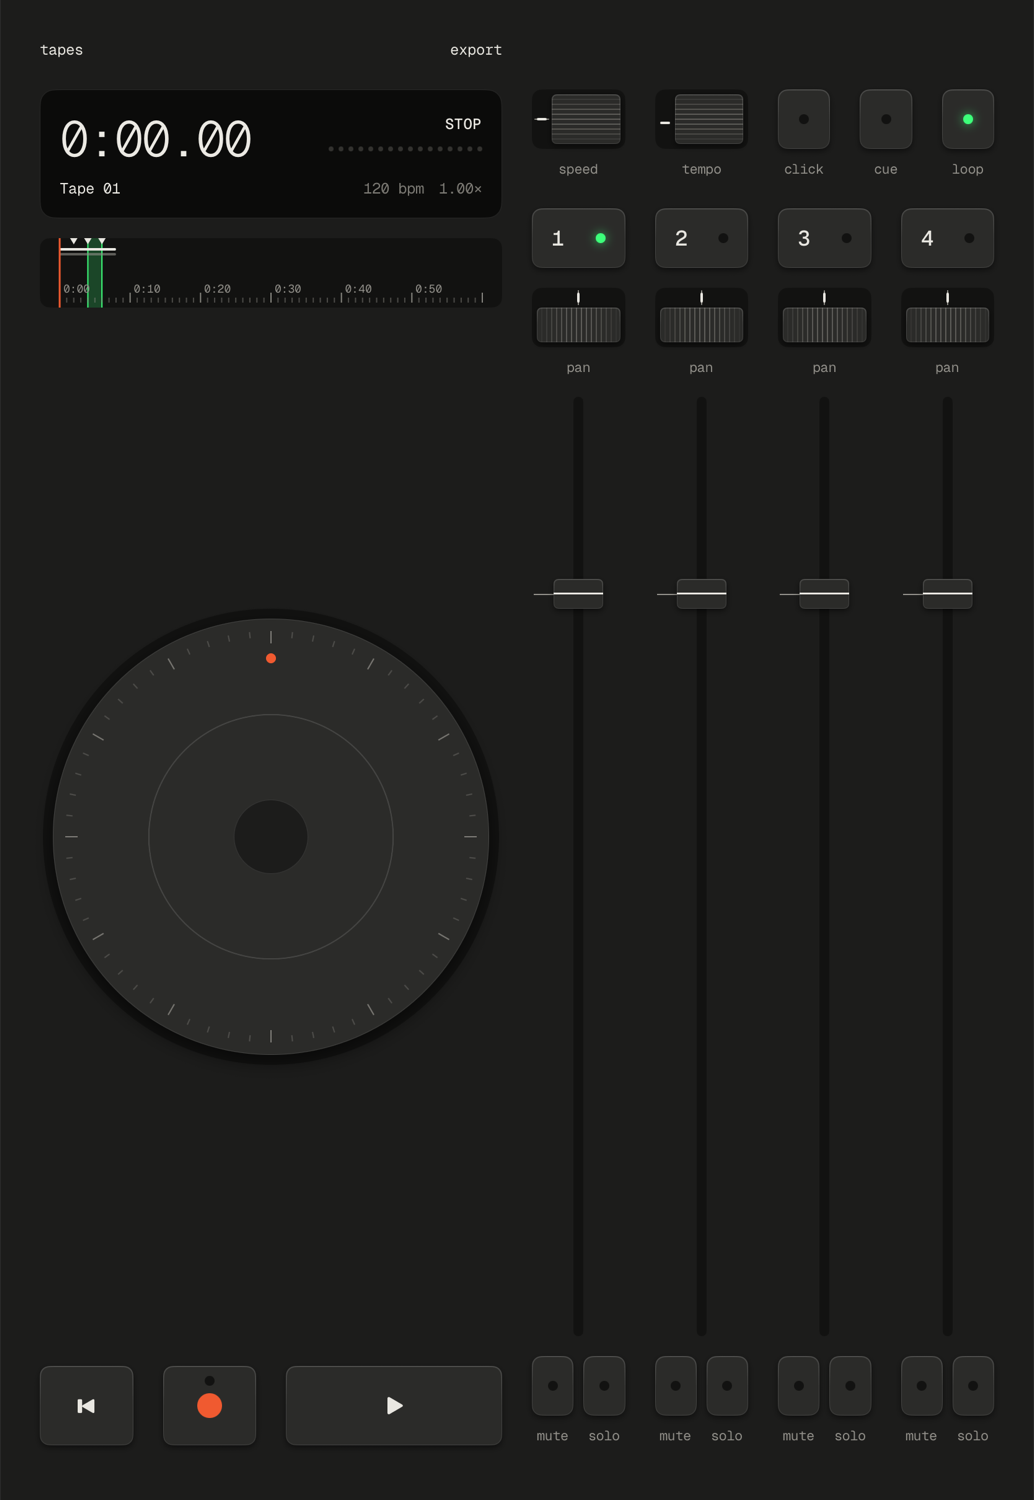 tapes export
0:00.00
STOP
Tape 01 120 bpm 1.00×
0:00 0:10 0:20 0:30 0:40 0:50
speed tempo click cue loop
1 2 3 4
pan pan pan pan
mute solo mute solo mute solo mute solo